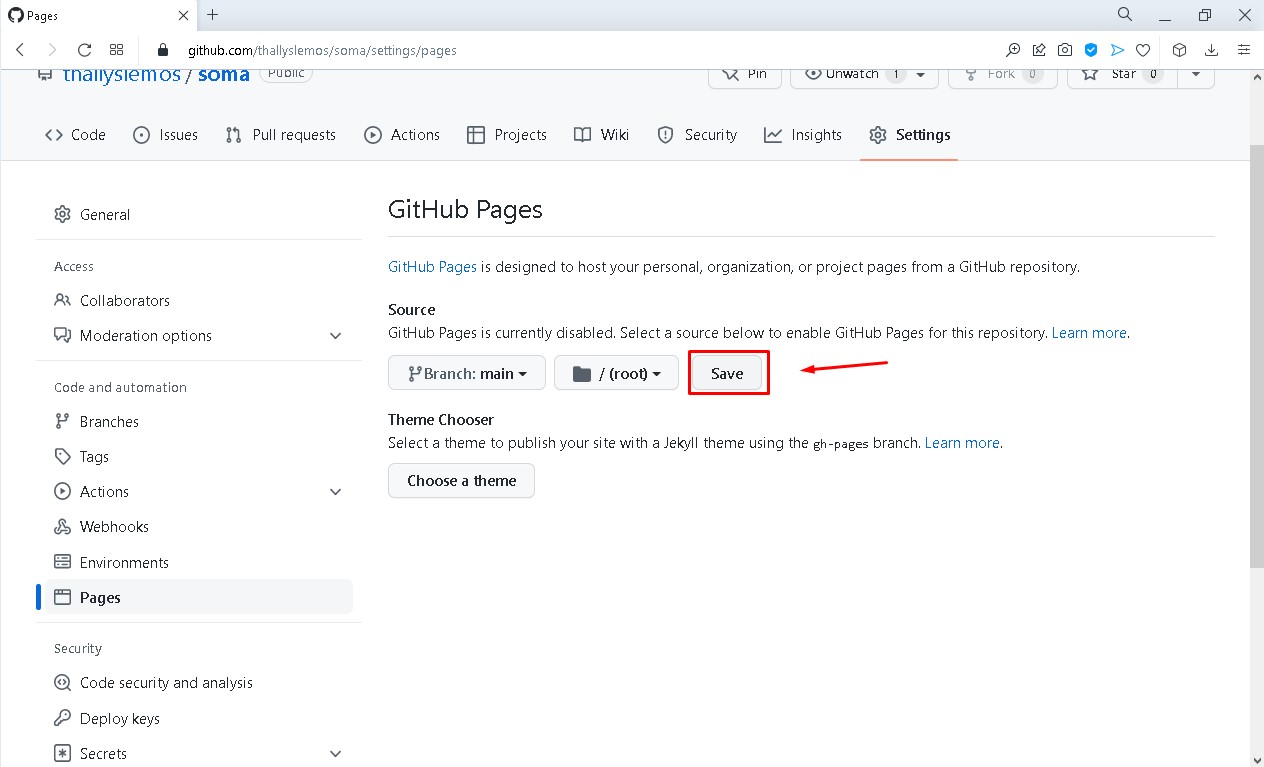 Pages
github.com/thallyslemos/soma/settings/pages
thallyslemos / soma Public Pin Unwatch 1 Fork 0 Star 0
Code Issues Pull requests Actions Projects Wiki Security Insights Settings
General
Access
Collaborators
Moderation options
Code and automation
Branches
Tags
Actions
Webhooks
Environments
Pages
Security
Code security and analysis
Deploy keys
Secrets
GitHub Pages
GitHub Pages is designed to host your personal, organization, or project pages from a GitHub repository.
Source
GitHub Pages is currently disabled. Select a source below to enable GitHub Pages for this repository. Learn more.
Branch: main / (root) Save
Theme Chooser
Select a theme to publish your site with a Jekyll theme using the gh-pages branch. Learn more.
Choose a theme